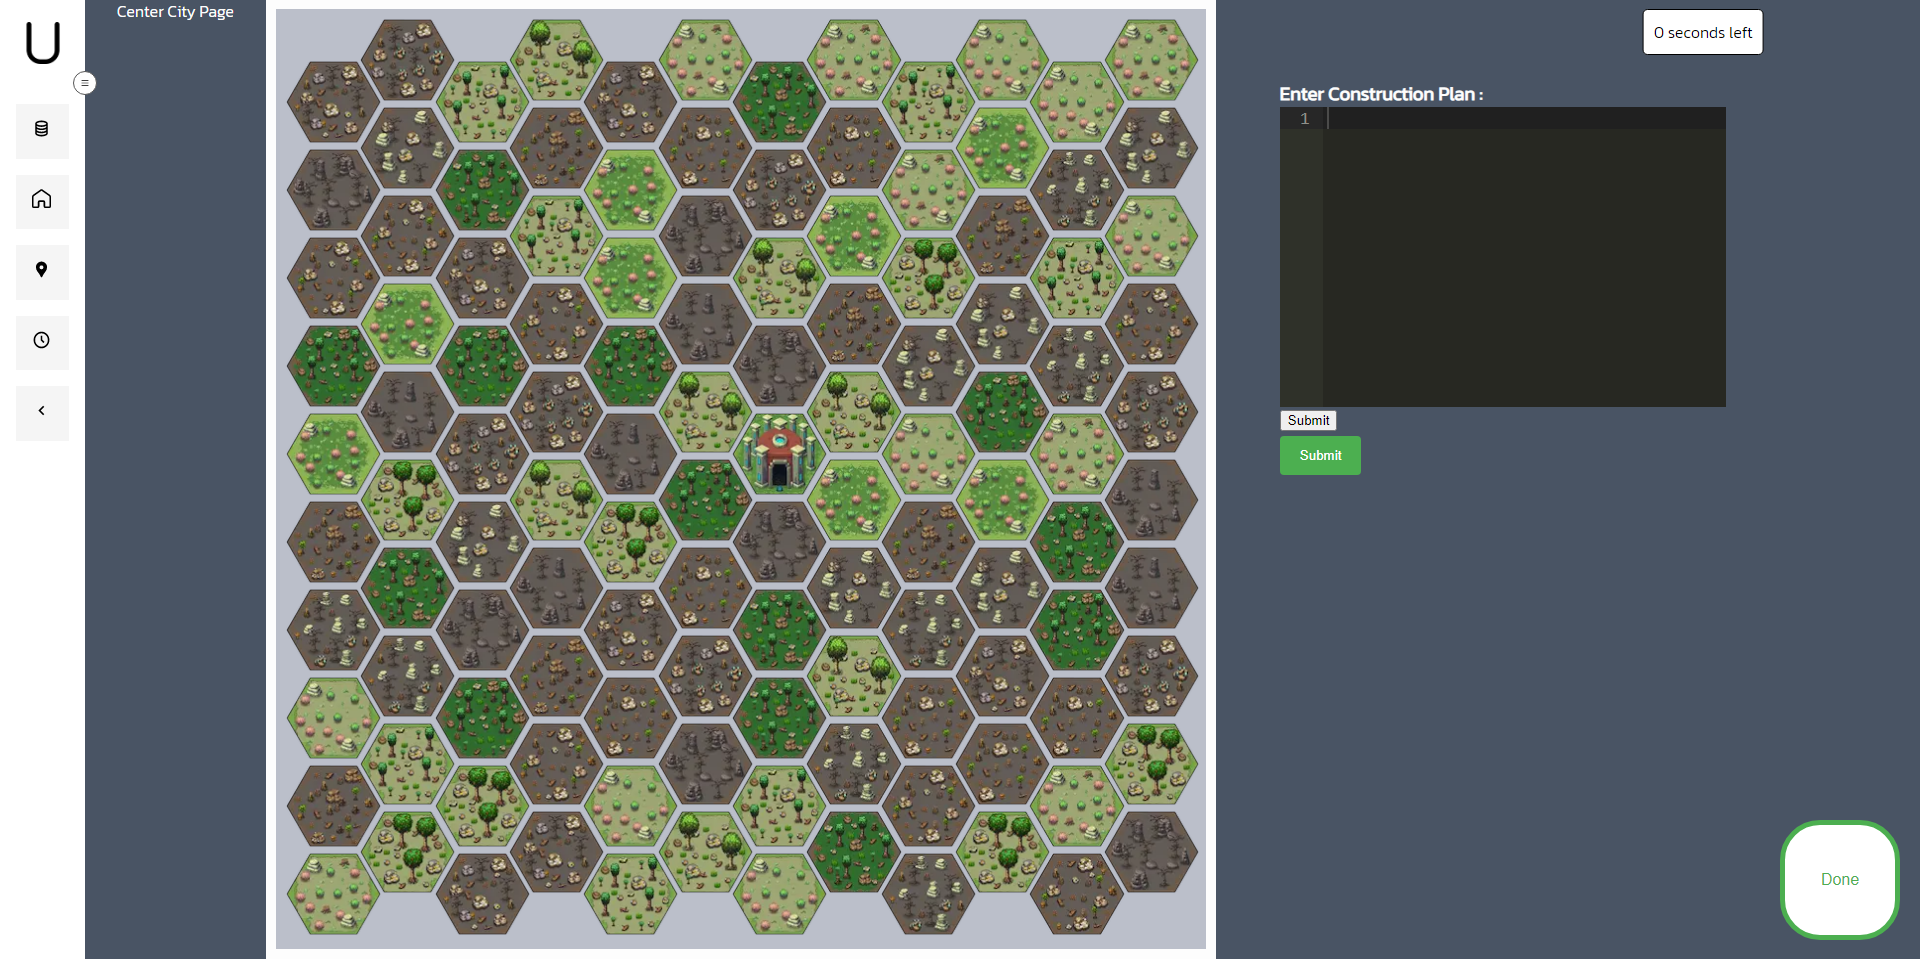 U
Center City Page
0 seconds left
Enter Construction Plan :
1
Submit
Submit
Done